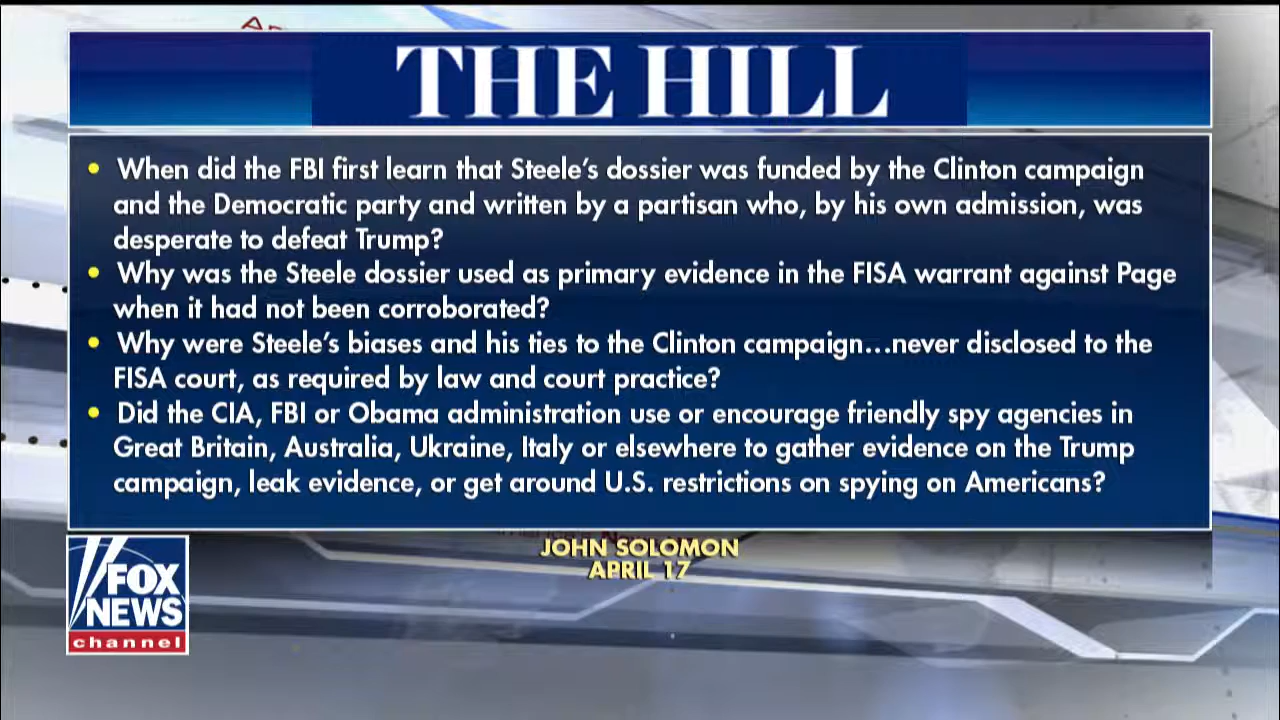 THE HILL
• When did the FBI first learn that Steele's dossier was funded by the Clinton campaign
and the Democratic party and written by a partisan who, by his own admission, was
desperate to defeat Trump?
• Why was the Steele dossier used as primary evidence in the FISA warrant against Page
when it had not been corroborated?
• Why were Steele's biases and his ties to the Clinton campaign...never disclosed to the
FISA court, as required by law and court practice?
• Did the CIA, FBI or Obama administration use or encourage friendly spy agencies in
Great Britain, Australia, Ukraine, Italy or elsewhere to gather evidence on the Trump
campaign, leak evidence, or get around U.S. restrictions on spying on Americans?
JOHN SOLOMON
APRIL 17
FOX
NEWS
channel